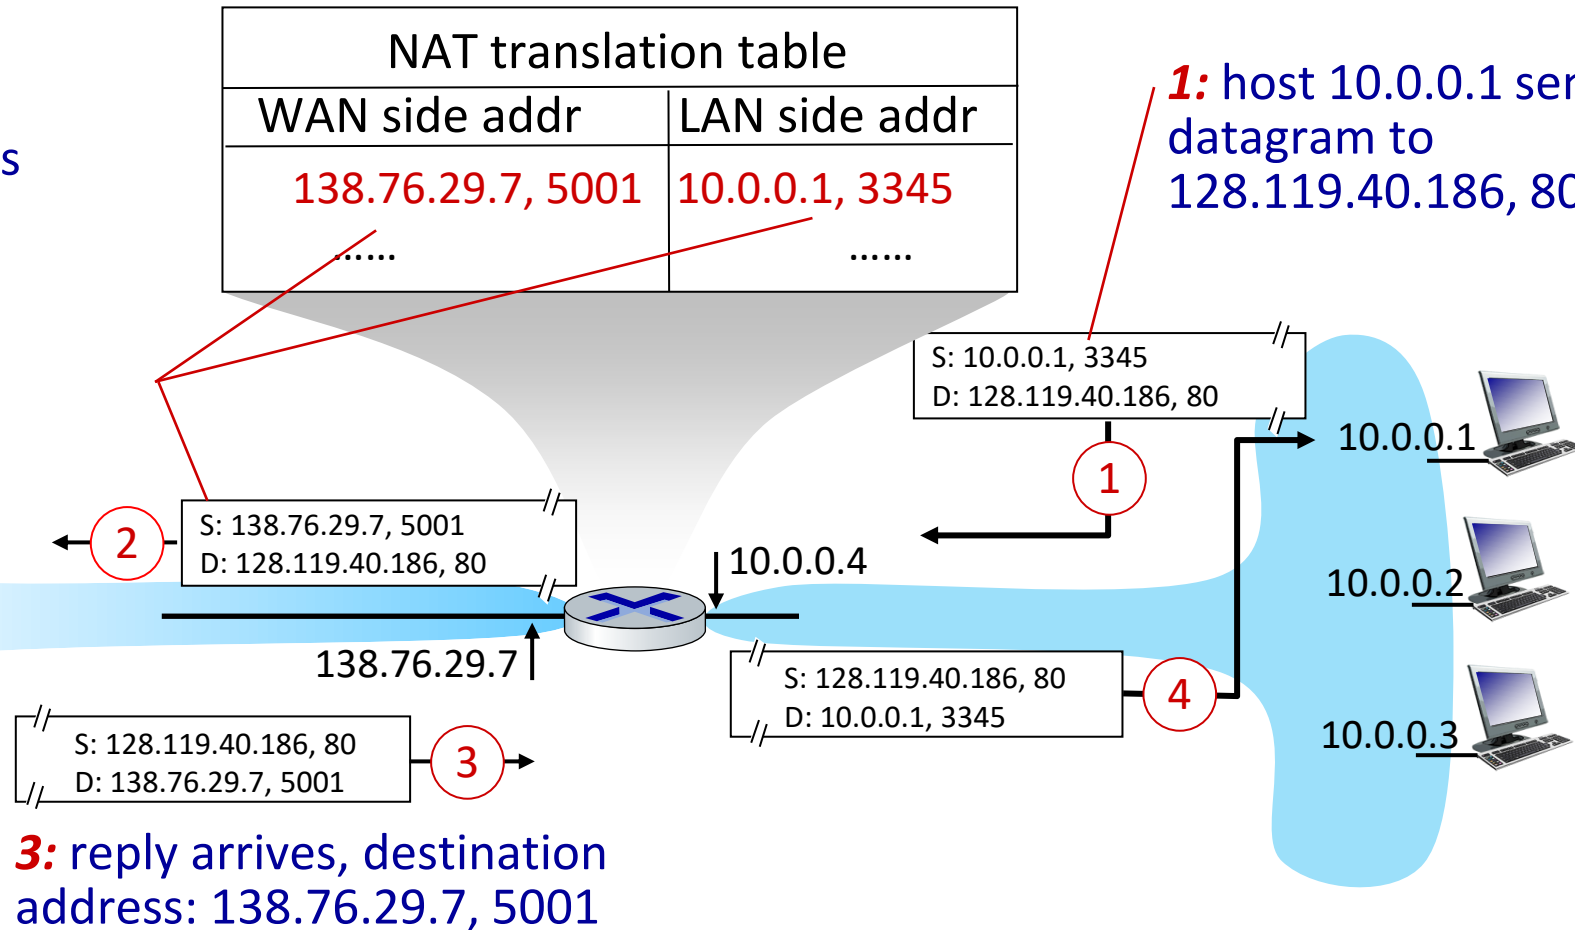 NAT translation table
WAN side addr LAN side addr
138.76.29.7, 5001 10.0.0.1, 3345
...... ......
s
1: host 10.0.0.1 ser
datagram to
128.119.40.186, 80
S: 10.0.0.1, 3345
D: 128.119.40.186, 80
1
10.0.0.1
2
S: 138.76.29.7, 5001
D: 128.119.40.186, 80
10.0.0.4
10.0.0.2
138.76.29.7
S: 128.119.40.186, 80
D: 10.0.0.1, 3345
4
10.0.0.3
S: 128.119.40.186, 80
D: 138.76.29.7, 5001
3
3: reply arrives, destination
address: 138.76.29.7, 5001